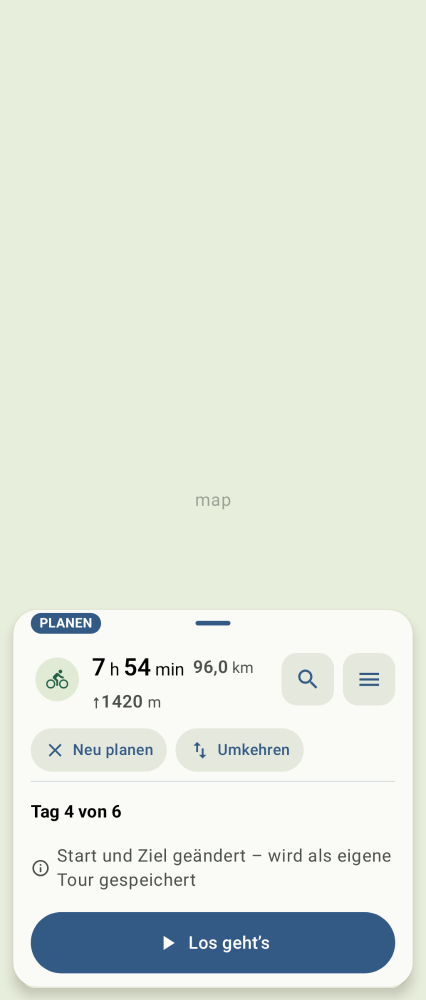 map
PLANEN
7 h 54 min 96,0 km
↑1420 m
Neu planen Umkehren
Tag 4 von 6
Start und Ziel geändert – wird als eigene
Tour gespeichert
Los geht’s